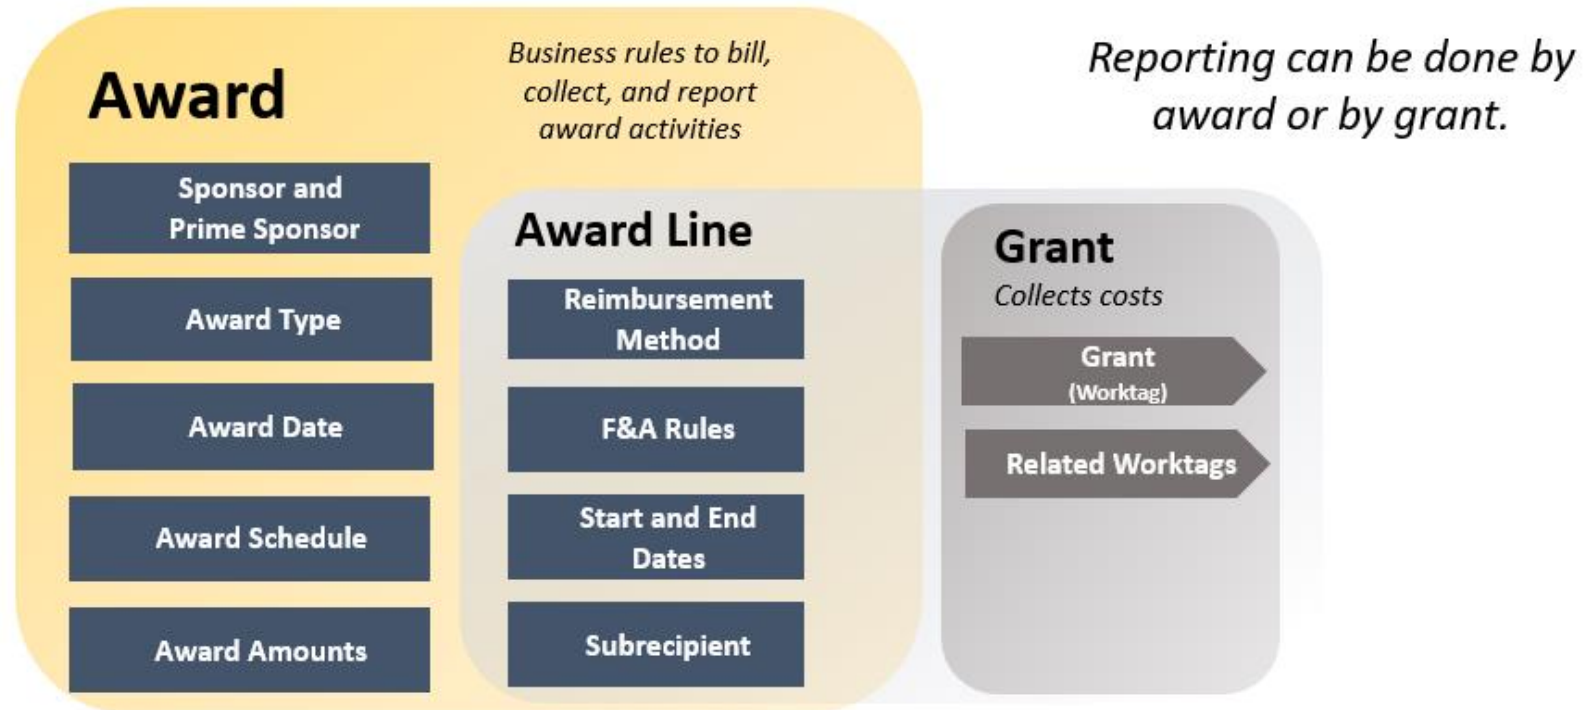 Award
Business rules to bill,
collect, and report
award activities
Reporting can be done by
award or by grant.
Sponsor and
Prime Sponsor
Award Type
Award Date
Award Schedule
Award Amounts
Award Line
Reimbursement
Method
F&A Rules
Start and End
Dates
Subrecipient
Grant
Collects costs
Grant
(Worktag)
Related Worktags